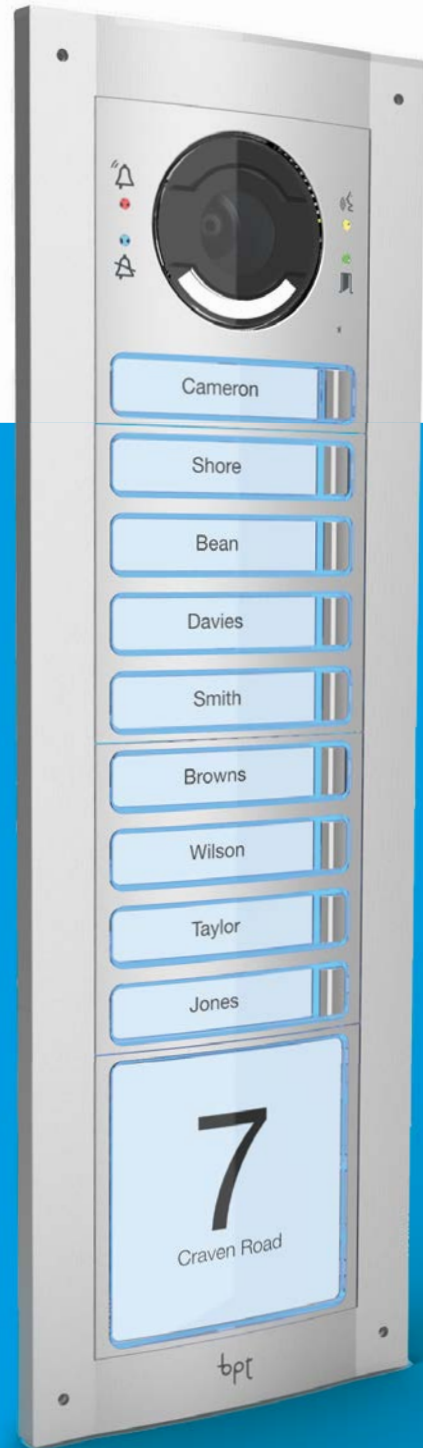 Cameron
Shore
Bean
Davies
Smith
Browns
Wilson
Taylor
Jones
7
Craven Road
bpt